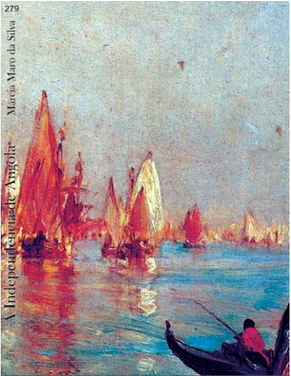 279
A Independência de Angola
Márcia Maro da Silva